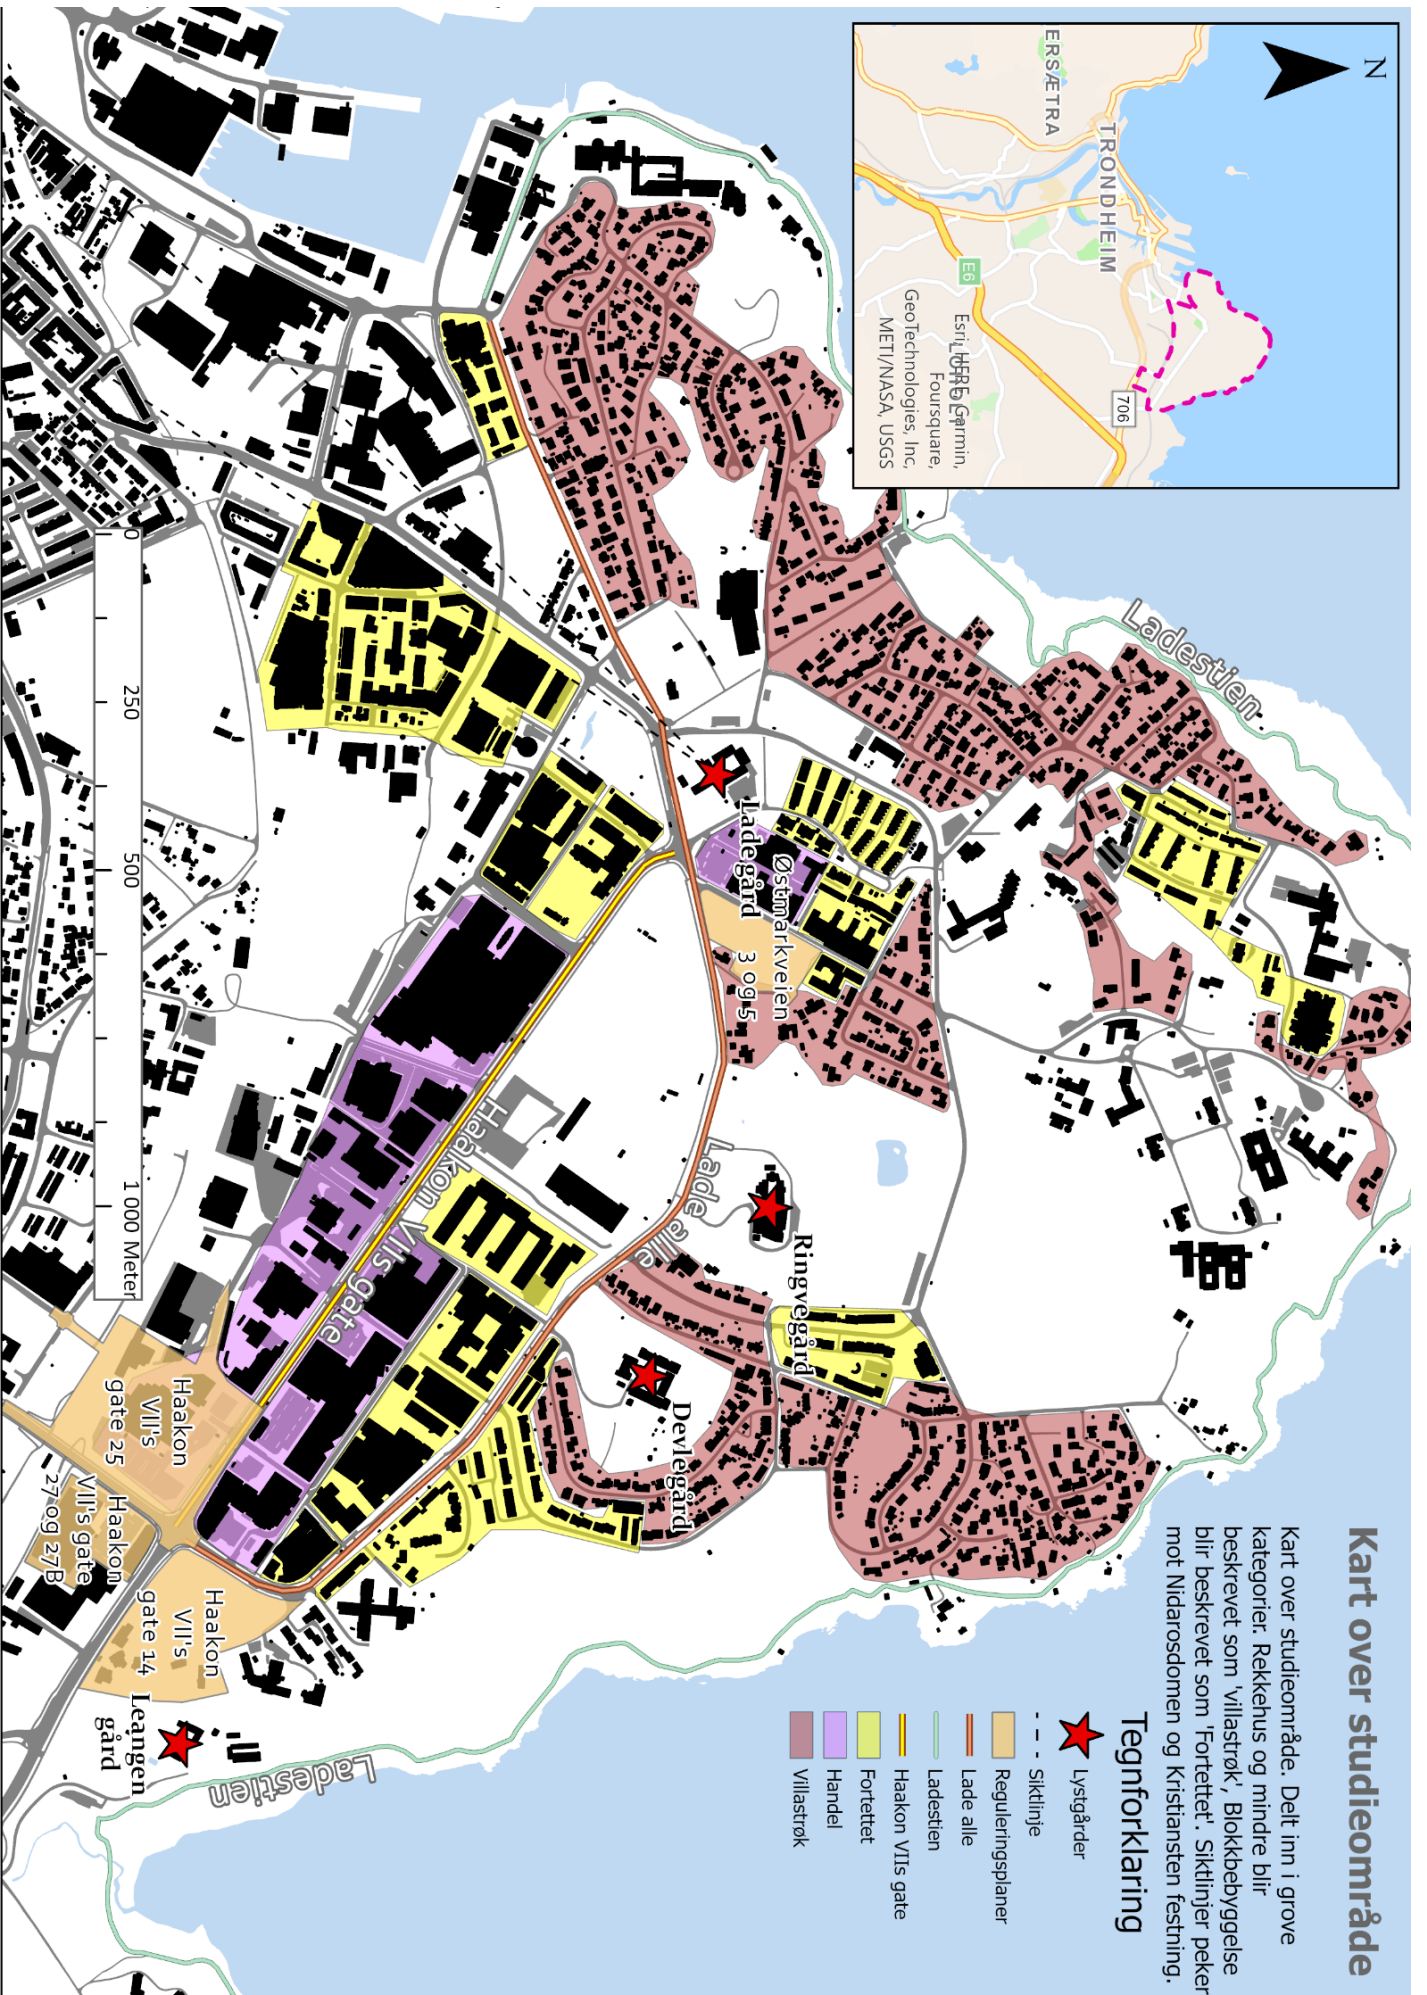 Kart over studieområde
Kart over studieområde. Delt inn i grove
kategorier. Rekkehus og mindre blir
beskrevet som 'villastrøk', Blokkbebyggelse
blir beskrevet som 'Fortettet'. Siktlinjer peker
mot Nidarosdomen og Kristiansten festning.
Tegnforklaring
Lystgårder
Siktlinje
Reguleringsplaner
Lade alle
Ladestien
Haakon VIIs gate
Fortettet
Handel
Villastrøk
N
ERSÆTRA
TRONDHEIM
E6
706
Esri, HERE, Garmin,
Foursquare,
GeoTechnologies, Inc,
METI/NASA, USGS
Ladestien
Østmarkveien
3 og 5
Lade gård
Ringve gård
Lade alle
Devle gård
Haakon VIIs gate
Haakon
VII's
gate 25
Haakon
VII's gate
27 og 27B
Haakon
VII's
gate 14
Leangen
gård
Ladestien
0
250
500
1 000 Meter